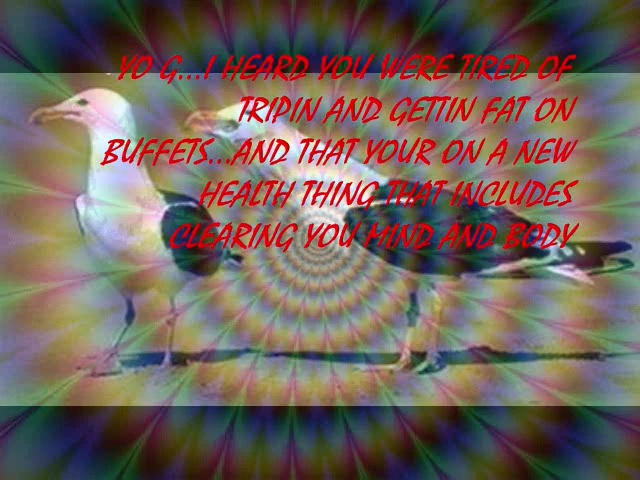 YO G...I HEARD YOU WERE TIRED OF
TRIPIN AND GETTIN FAT ON
BUFFETS...AND THAT YOUR ON A NEW
HEALTH THING THAT INCLUDES
CLEARING YOU MIND AND BODY